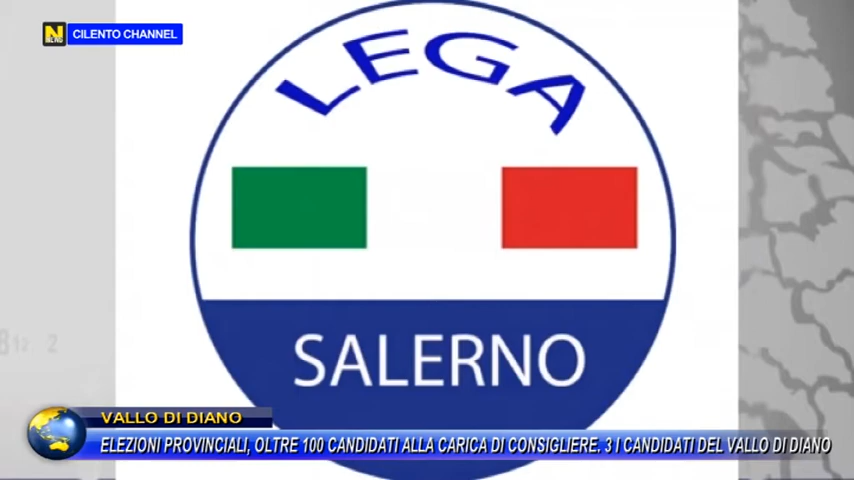 N
CILENTO CHANNEL
LEGA
SALERNO
VALLO DI DIANO
ELEZIONI PROVINCIALI, OLTRE 100 CANDIDATI ALLA CARICA DI CONSIGLIERE. 3 I CANDIDATI DEL VALLO DI DIANO